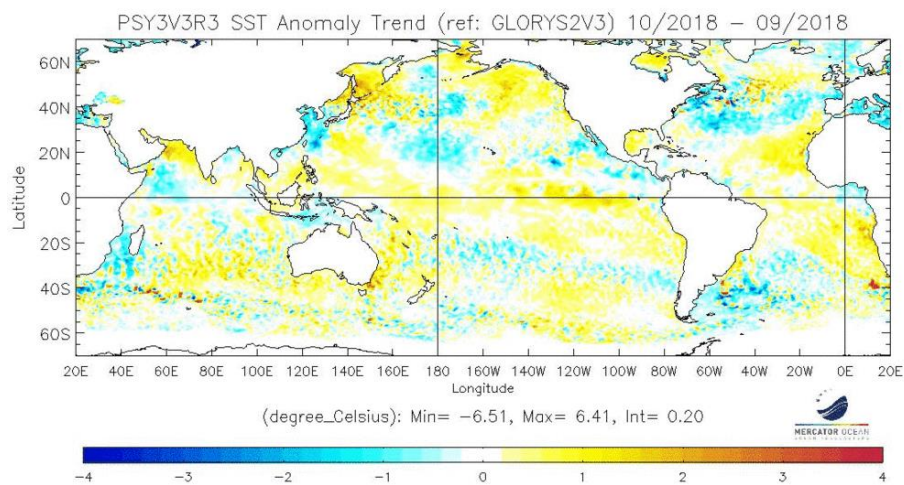 PSY3V3R3 SST Anomaly Trend (ref: GLORYS2V3) 10/2018 – 09/2018
60N
40N
20N
0
20S
40S
60S
Latitude
20E 40E 60E 80E 100E 120E 140E 160E 180 160W 140W 120W 100W 80W 60W 40W 20W 0E 20E
Longitude
(degree_Celsius): Min= −6.51, Max= 6.41, Int= 0.20
MERCATOR OCEAN
−4 −3 −2 −1 0 1 2 3 4